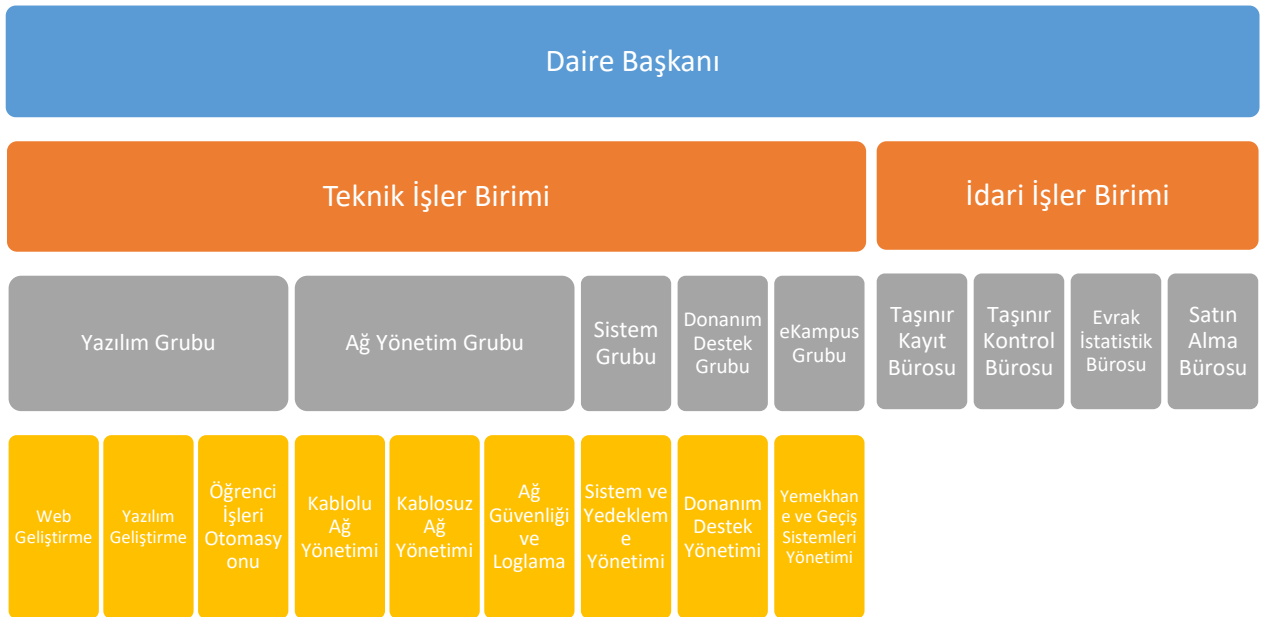 Daire Başkanı
Teknik İşler Birimi
İdari İşler Birimi
Yazılım Grubu
Ağ Yönetim Grubu
Sistem
Grubu
Donanım
Destek
Grubu
eKampus
Grubu
Taşınır
Kayıt
Bürosu
Taşınır
Kontrol
Bürosu
Evrak
İstatistik
Bürosu
Satın
Alma
Bürosu
Web
Geliştirme
Yazılım
Geliştirme
Öğrenci
İşleri
Otomasy
onu
Kablolu
Ağ
Yönetimi
Kablosuz
Ağ
Yönetimi
Ağ
Güvenliği
ve
Loglama
Sistem ve
Yedeklem
e
Yönetimi
Donanım
Destek
Yönetimi
Yemekhan
e ve Geçiş
Sistemleri
Yönetimi